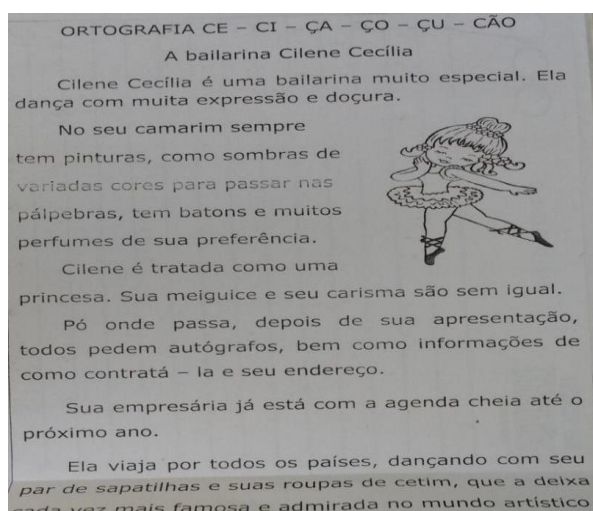 ORTOGRAFIA CE – CI – ÇA – ÇO – ÇU – CÃO
A bailarina Cilene Cecília
Cilene Cecília é uma bailarina muito especial. Ela
dança com muita expressão e doçura.
No seu camarim sempre
tem pinturas, como sombras de
variadas cores para passar nas
pálpebras, tem batons e muitos
perfumes de sua preferência.
Cilene é tratada como uma
princesa. Sua meiguice e seu carisma são sem igual.
Pó onde passa, depois de sua apresentação,
todos pedem autógrafos, bem como informações de
como contratá – la e seu endereço.
Sua empresária já está com a agenda cheia até o
próximo ano.
Ela viaja por todos os países, dançando com seu
par de sapatilhas e suas roupas de cetim, que a deixa
cada vez mais famosa e admirada no mundo artístico